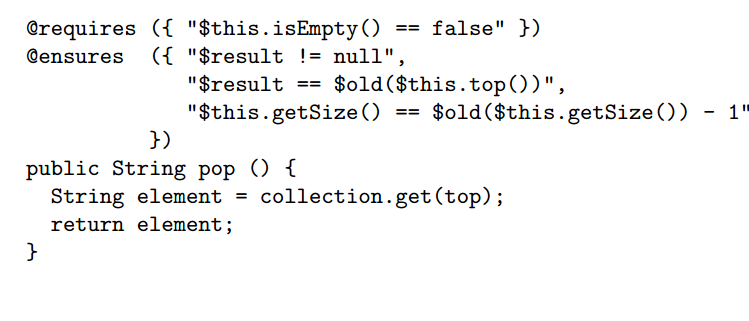 @requires ({ "$this.isEmpty() == false" })
@ensures ({ "$result != null",
"$result == $old($this.top())",
"$this.getSize() == $old($this.getSize()) - 1"
})
public String pop () {
String element = collection.get(top);
return element;
}